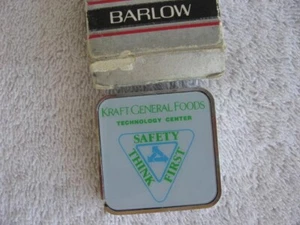 BARLOW
KRAFT GENERAL FOODS
TECHNOLOGY CENTER
SAFETY
THINK
FIRST